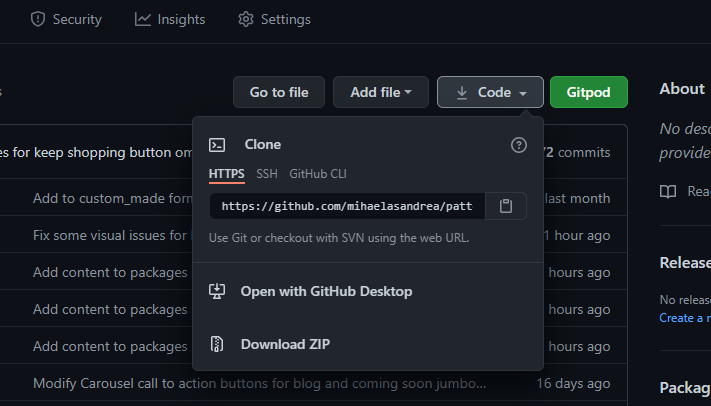 Security Insights Settings
Go to file Add file Code Gitpod
About
No desc
provide
es for keep shopping button om 72 commits
Clone
HTTPS SSH GitHub CLI
Add to custom_made form last month
Read
https://github.com/mihaelasandrea/patt
Fix some visual issues for 1 hour ago
Use Git or checkout with SVN using the web URL.
Add content to packages hours ago
Release
Open with GitHub Desktop
No releas
Add content to packages hours ago
Create a r
Download ZIP
Add content to packages hours ago
Modify Carousel call to action buttons for blog and coming soon jumbo... 16 days ago
Packag